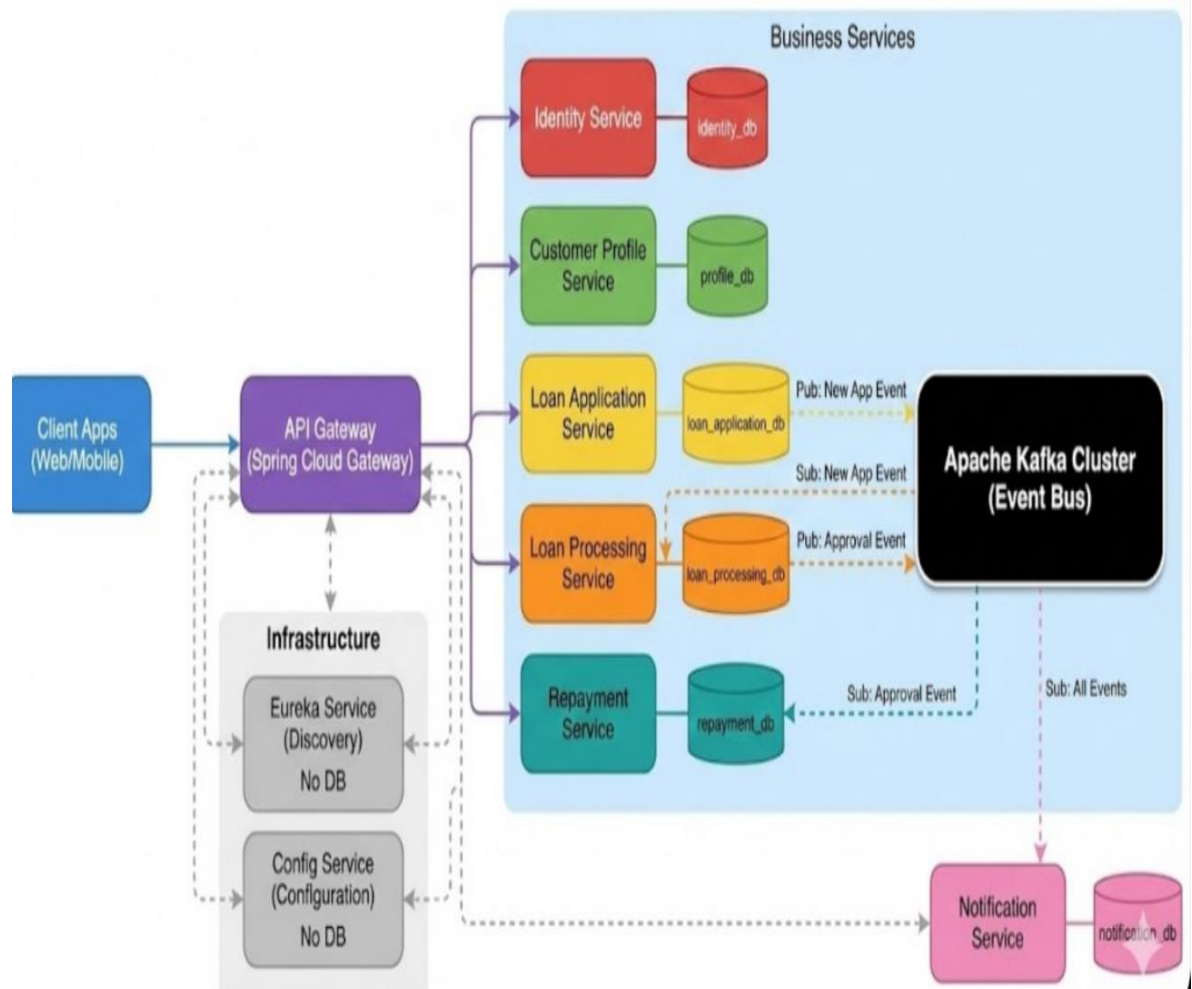 Business Services
Identity Service
identity_db
Customer Profile
Service
profile_db
Client Apps
(Web/Mobile)
API Gateway
(Spring Cloud Gateway)
Loan Application
Service
loan_application_db
Pub: New App Event
Sub: New App Event
Apache Kafka Cluster
(Event Bus)
Loan Processing
Service
loan_processing_db
Pub: Approval Event
Infrastructure
Eureka Service
(Discovery)
No DB
Config Service
(Configuration)
No DB
Repayment
Service
repayment_db
Sub: Approval Event
Sub: All Events
Notification
Service
notification_db